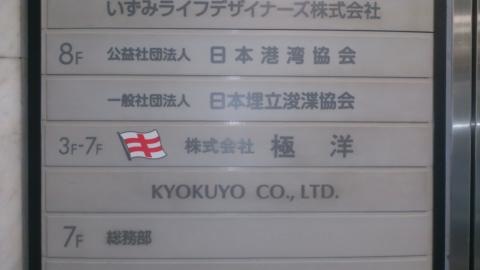 いずみライフデザイナーズ株式会社
8F 公益社団法人 日本港湾協会
一般社団法人 日本埋立浚渫協会
3F-7F 株式会社 極洋
KYOKUYO CO., LTD.
7F 総務部